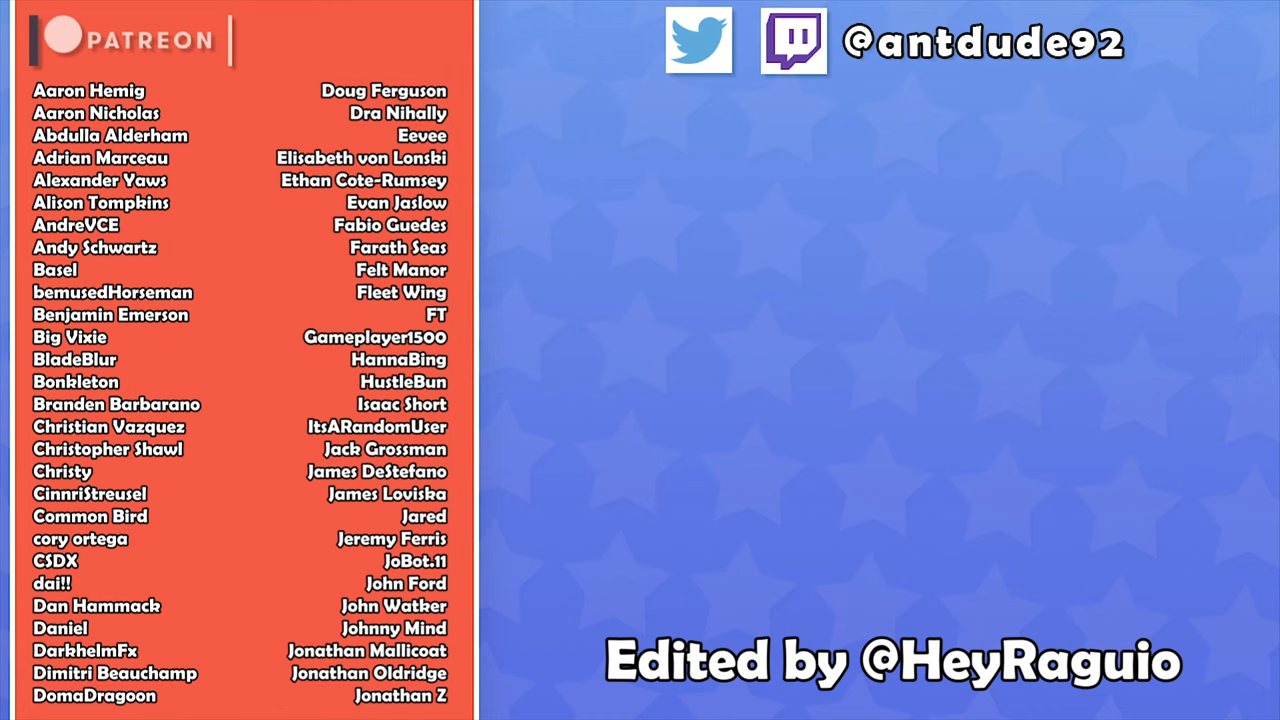 PATREON
@antdude92
Aaron Hemig
Aaron Nicholas
Abdulla Alderham
Adrian Marceau
Alexander Yaws
Alison Tompkins
AndreVCE
Andy Schwartz
Basel
bemusedHorseman
Benjamin Emerson
Big Vixie
BladeBlur
Bonkleton
Branden Barbarano
Christian Vazquez
Christopher Shawl
Christy
CinnriStreusel
Common Bird
cory ortega
CSDX
dai!!
Dan Hammack
Daniel
DarkhelmFx
Dimitri Beauchamp
DomaDragoon
Doug Ferguson
Dra Nihally
Eevee
Elisabeth von Lonski
Ethan Cote-Rumsey
Evan Jaslow
Fabio Guedes
Farath Seas
Felt Manor
Fleet Wing
FT
Gameplayer1500
HannaBing
HustleBun
Isaac Short
ItsARandomUser
Jack Grossman
James DeStefano
James Loviska
Jared
Jeremy Ferris
JoBot.11
John Ford
John Watker
Johnny Mind
Jonathan Mallicoat
Jonathan Oldridge
Jonathan Z
Edited by @HeyRaguio